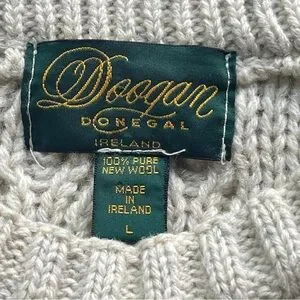 Doogan
DONEGAL
IRELAND
100% PURE
NEW WOOL
MADE
IN
IRELAND
L